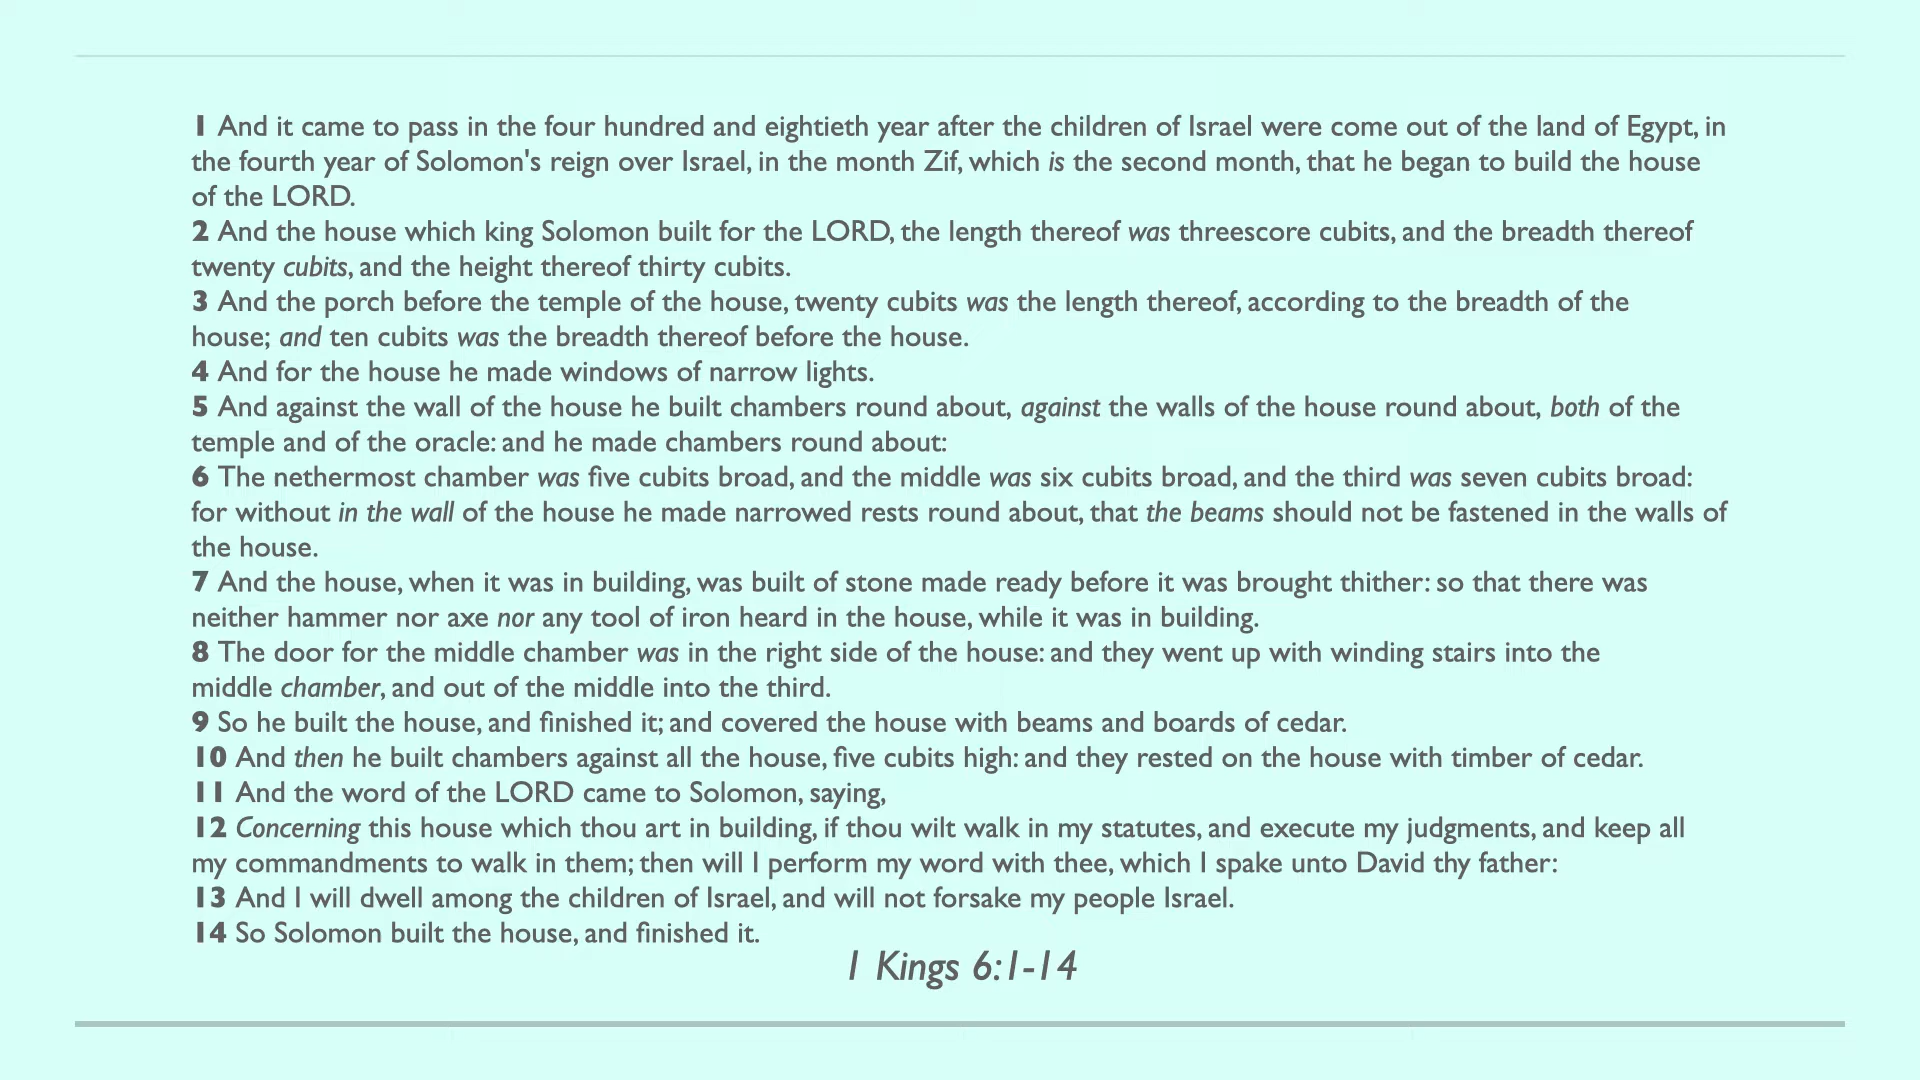 1 And it came to pass in the four hundred and eightieth year after the children of Israel were come out of the land of Egypt, in
the fourth year of Solomon's reign over Israel, in the month Zif, which is the second month, that he began to build the house
of the LORD.
2 And the house which king Solomon built for the LORD, the length thereof was threescore cubits, and the breadth thereof
twenty cubits, and the height thereof thirty cubits.
3 And the porch before the temple of the house, twenty cubits was the length thereof, according to the breadth of the
house; and ten cubits was the breadth thereof before the house.
4 And for the house he made windows of narrow lights.
5 And against the wall of the house he built chambers round about, against the walls of the house round about, both of the
temple and of the oracle: and he made chambers round about:
6 The nethermost chamber was five cubits broad, and the middle was six cubits broad, and the third was seven cubits broad:
for without in the wall of the house he made narrowed rests round about, that the beams should not be fastened in the walls of
the house.
7 And the house, when it was in building, was built of stone made ready before it was brought thither: so that there was
neither hammer nor axe nor any tool of iron heard in the house, while it was in building.
8 The door for the middle chamber was in the right side of the house: and they went up with winding stairs into the
middle chamber, and out of the middle into the third.
9 So he built the house, and finished it; and covered the house with beams and boards of cedar.
10 And then he built chambers against all the house, five cubits high: and they rested on the house with timber of cedar.
11 And the word of the LORD came to Solomon, saying,
12 Concerning this house which thou art in building, if thou wilt walk in my statutes, and execute my judgments, and keep all
my commandments to walk in them; then will I perform my word with thee, which I spake unto David thy father:
13 And I will dwell among the children of Israel, and will not forsake my people Israel.
14 So Solomon built the house, and finished it.
1 Kings 6:1-14